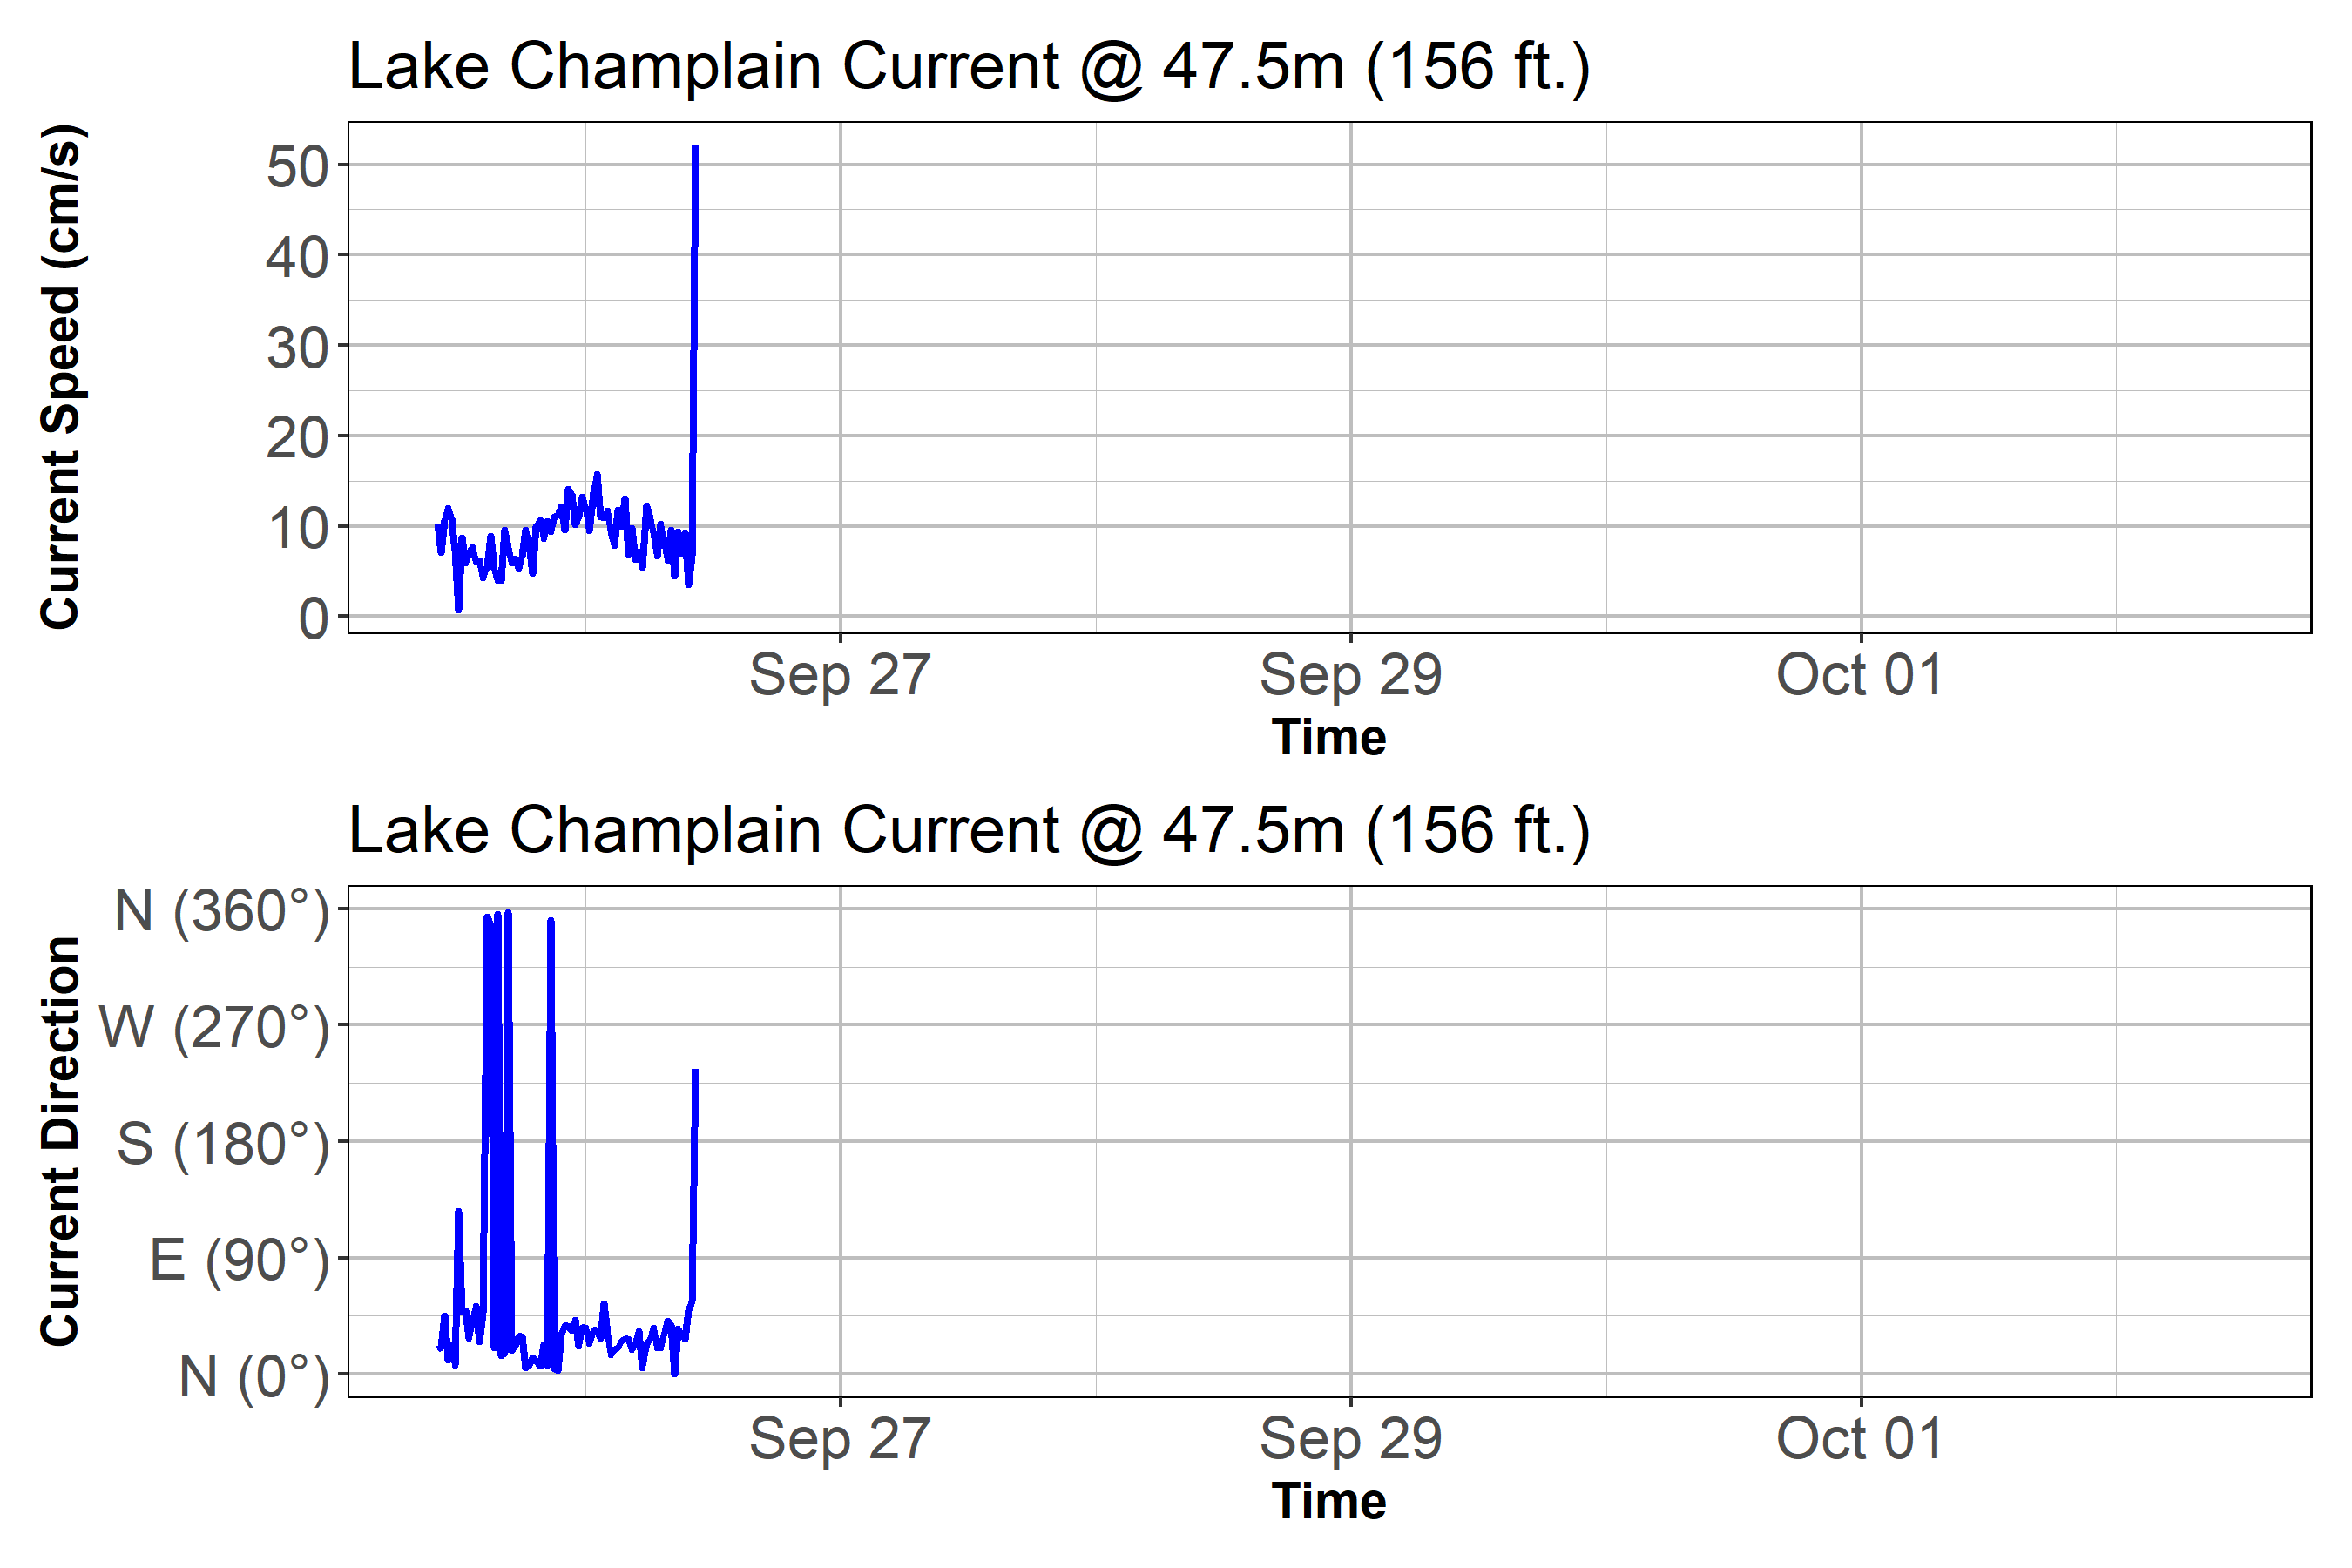 Lake Champlain Current @ 47.5m (156 ft.)
Current Speed (cm/s)
50
40
30
20
10
0
Sep 27 Sep 29 Oct 01
Time
Lake Champlain Current @ 47.5m (156 ft.)
Current Direction
N (360°)
W (270°)
S (180°)
E (90°)
N (0°)
Sep 27 Sep 29 Oct 01
Time